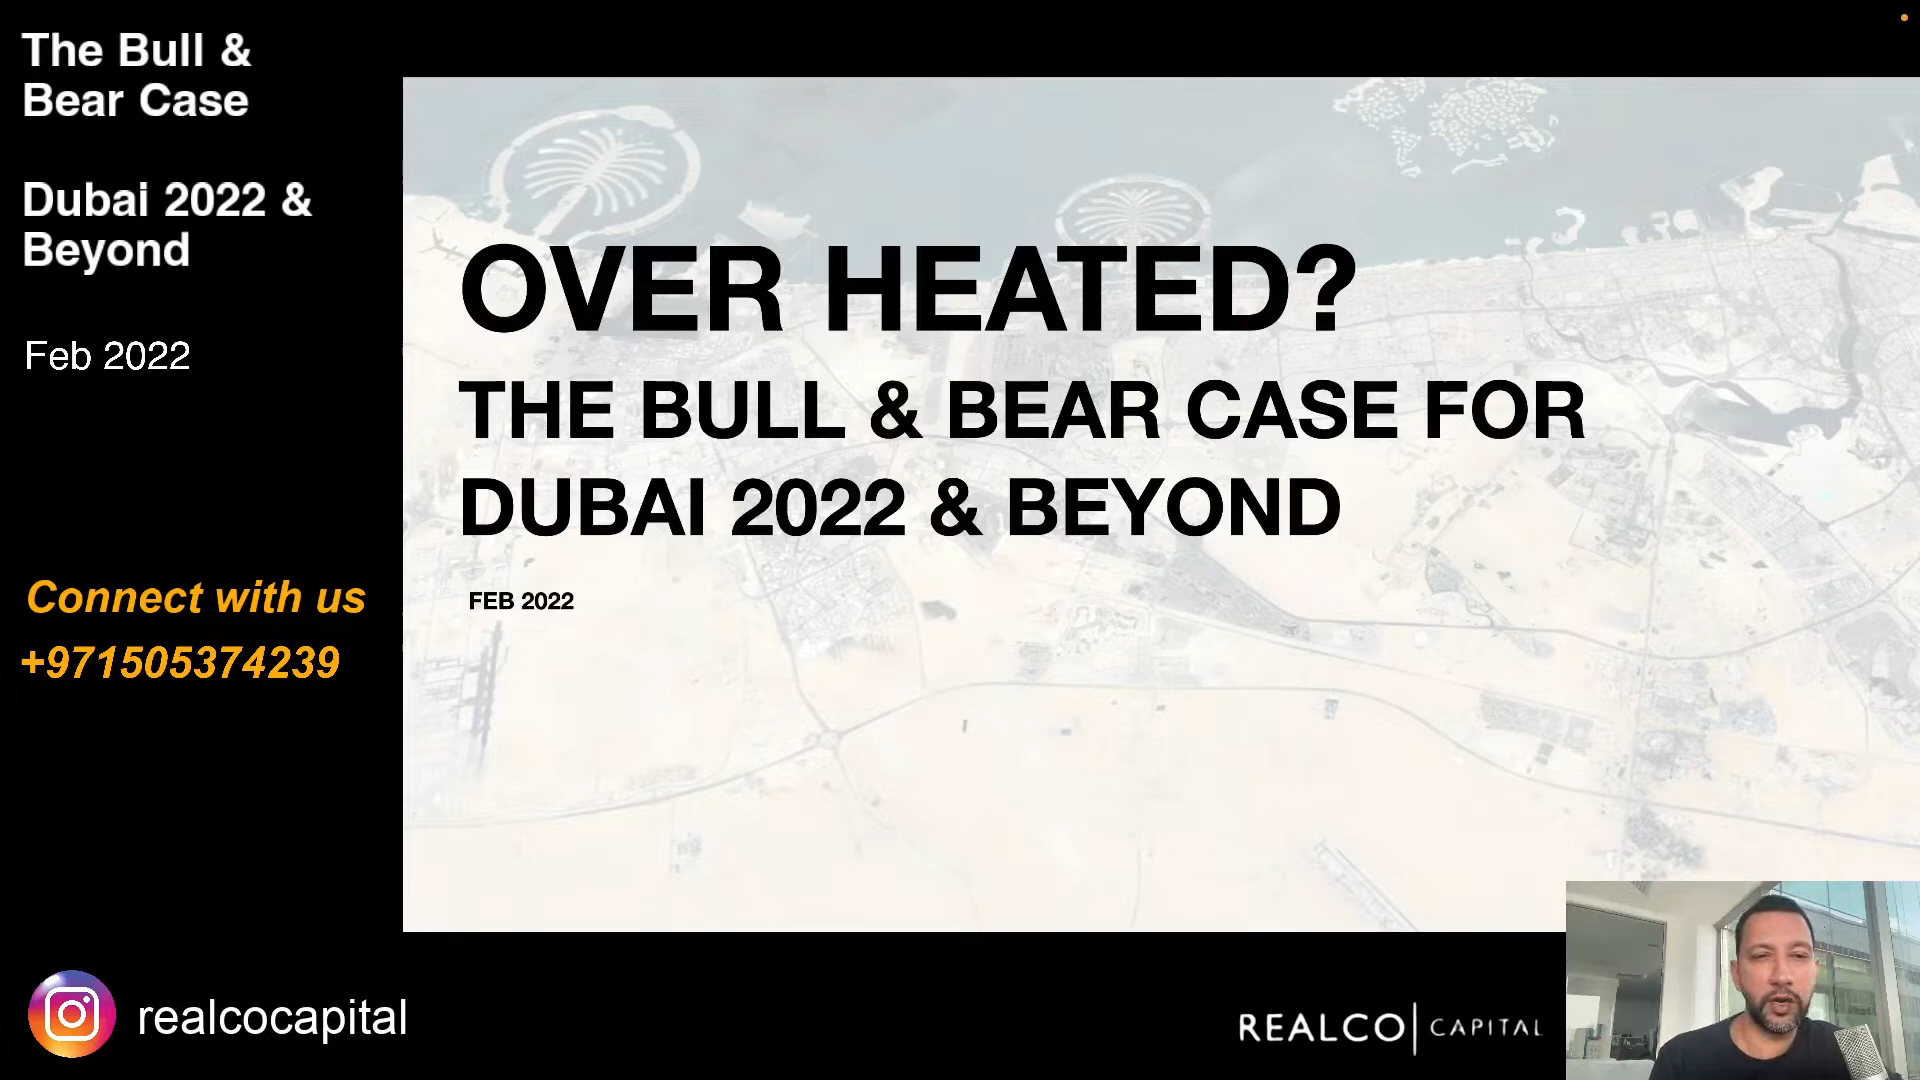 The Bull &
Bear Case
Dubai 2022 &
Beyond
Feb 2022
Connect with us
+971505374239
realcocapital
OVER HEATED?
THE BULL & BEAR CASE FOR
DUBAI 2022 & BEYOND
FEB 2022
REALCO CAPITAL